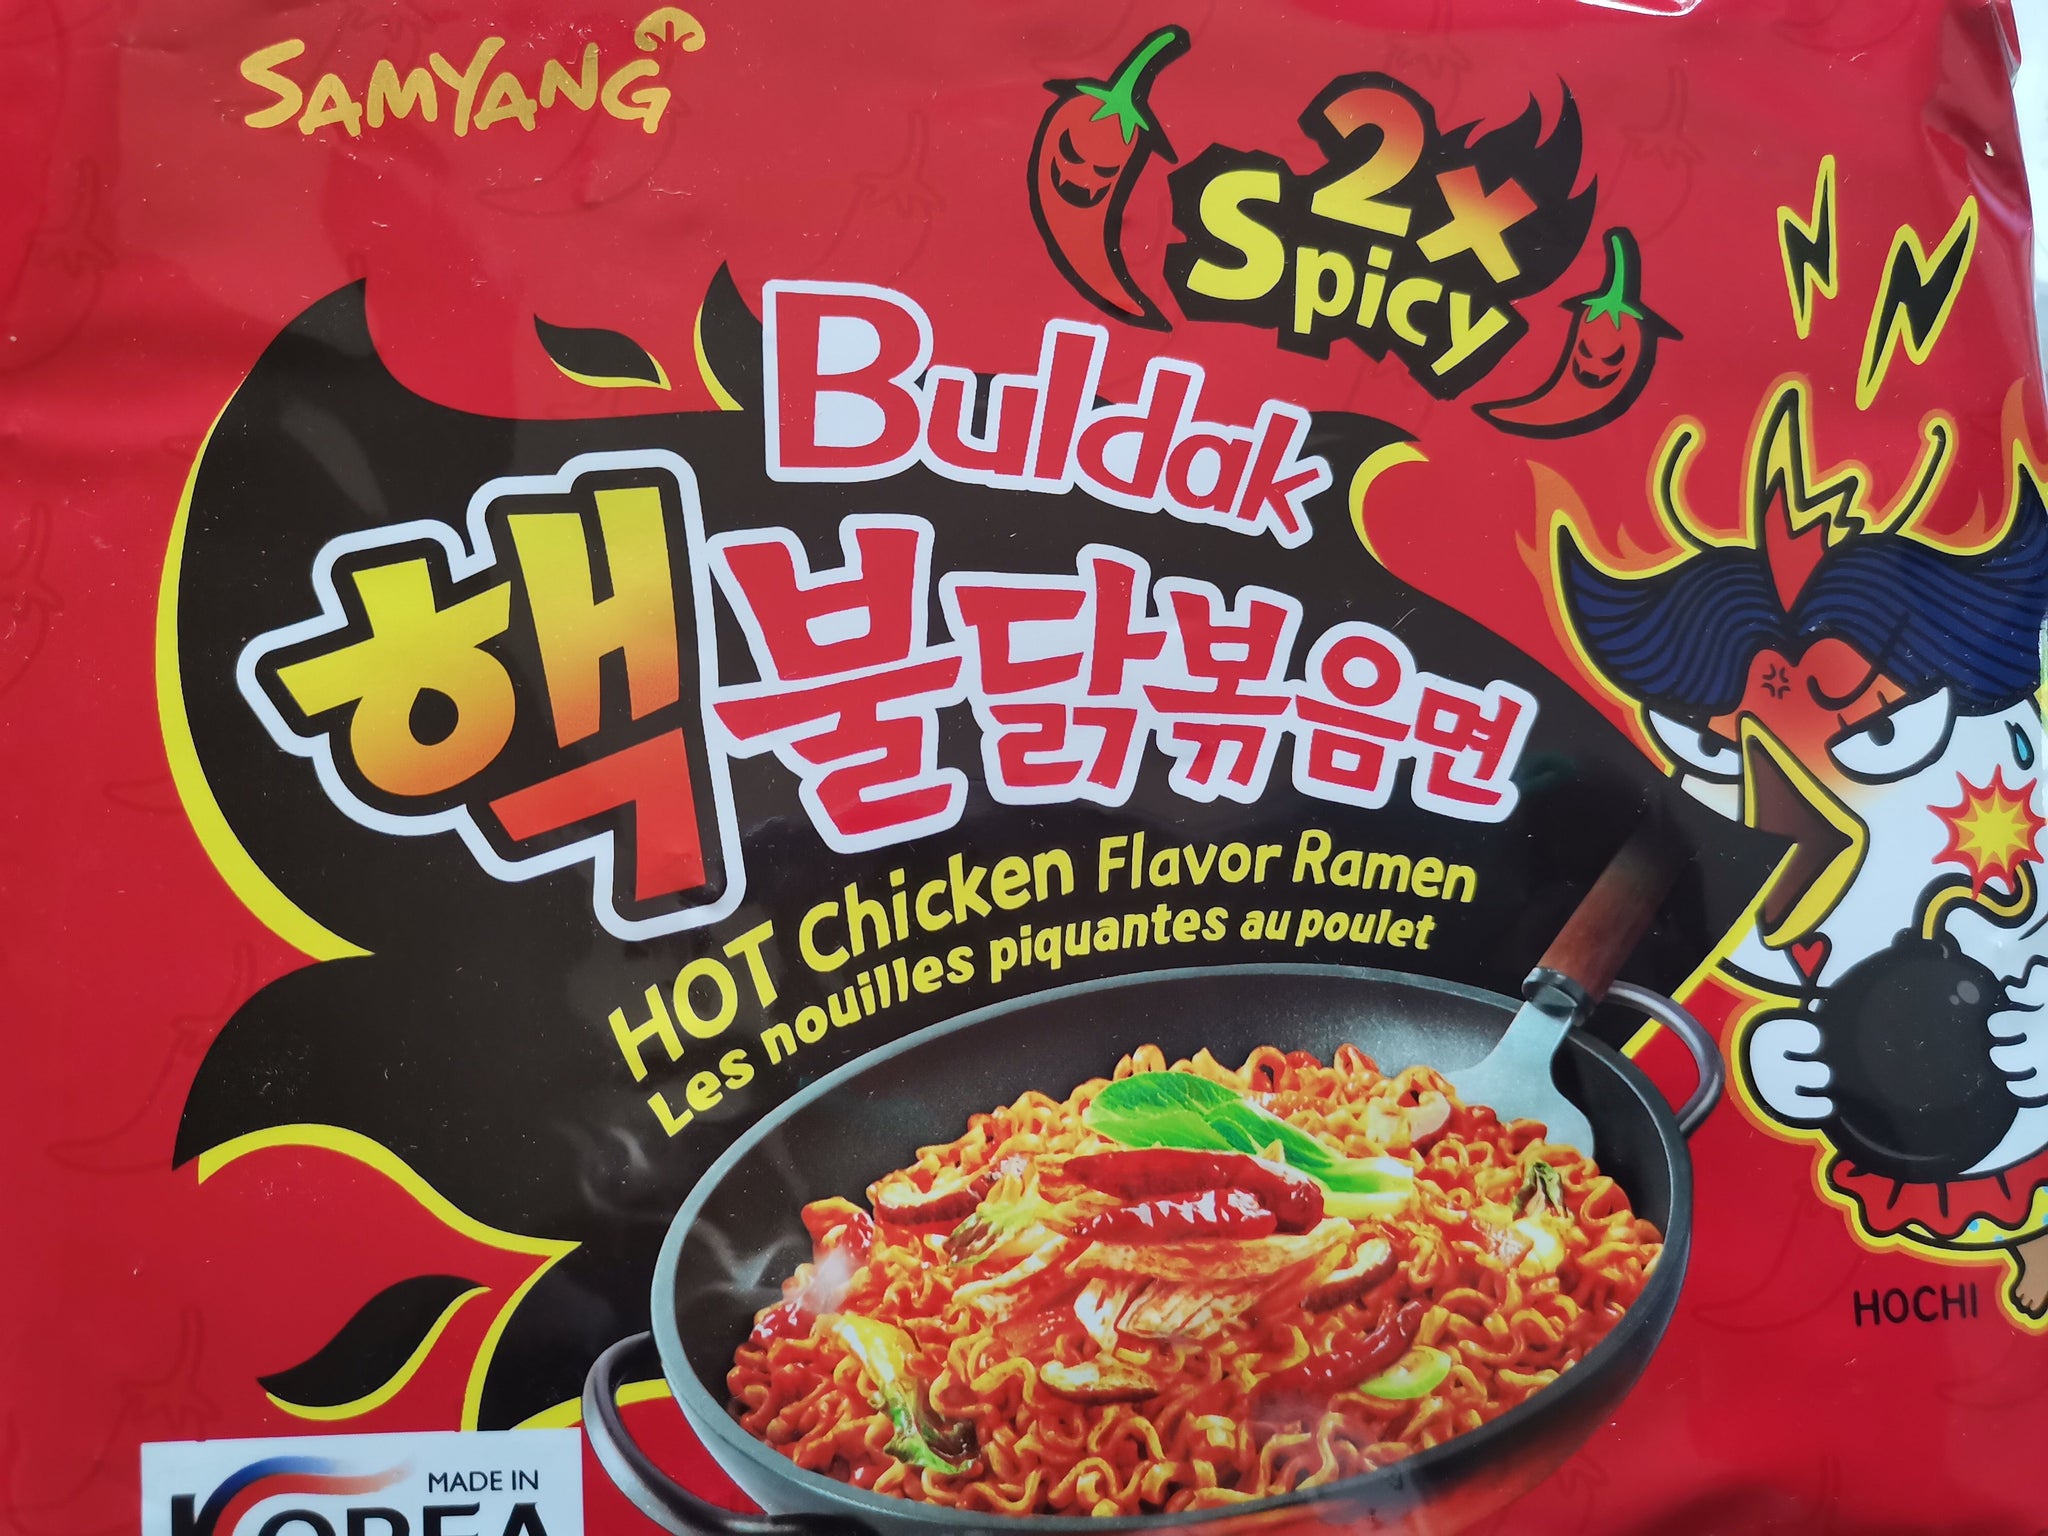 SAMYANG
2x
Spicy
Buldak
핵불닭볶음면
HOT Chicken Flavor Ramen
Les nouilles piquantes au poulet
HOCHI
MADE IN
KOREA